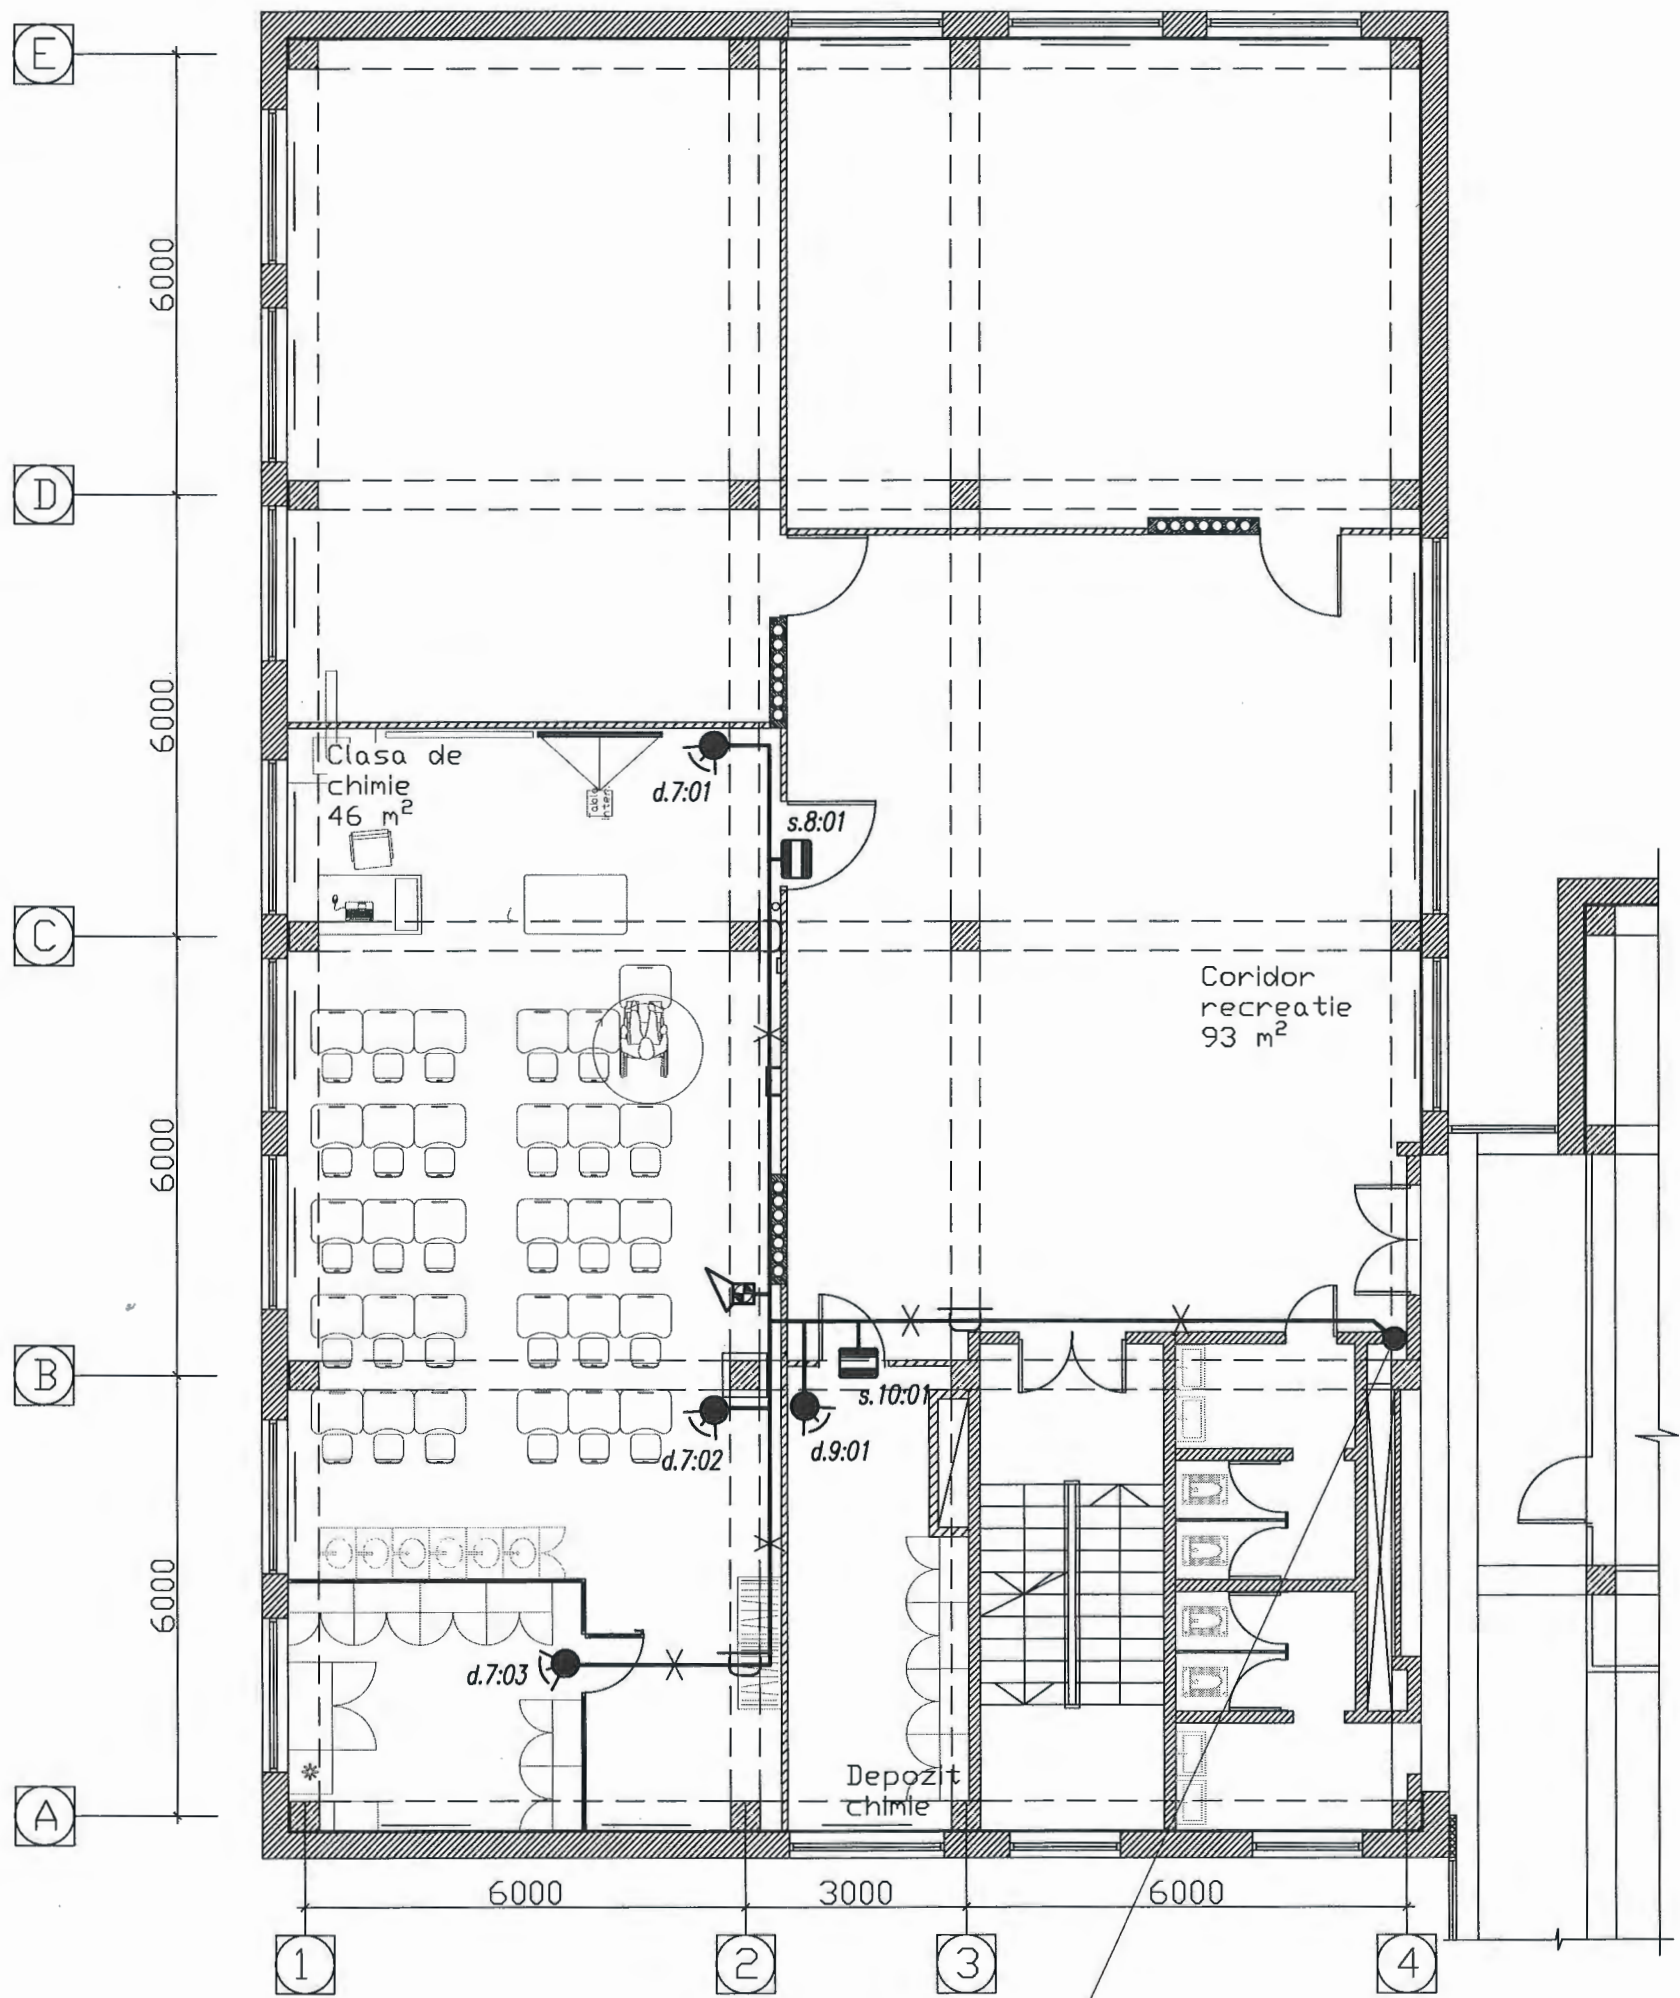 E
6000
D
6000
Clasa de
chimie
46 m²
d.7:01
s.8:01
C
Coridor
recreatie
93 m²
6000
B
s.10:01
d.7:02
d.9:01
6000
d.7:03
Depozit
chimie
A
6000
3000
6000
1
2
3
4